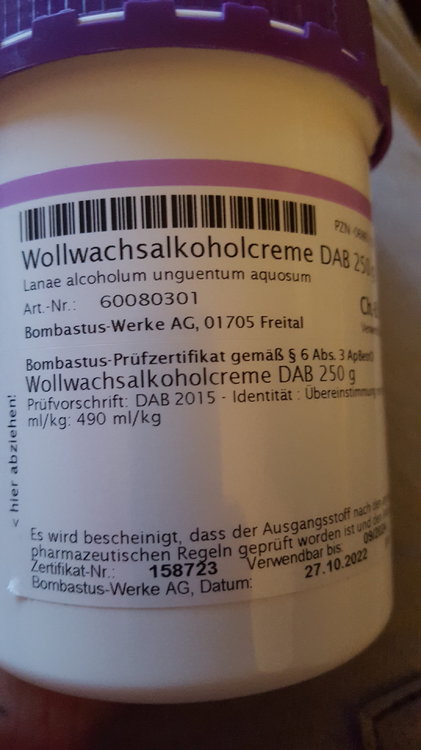 PZN
Wollwachsalkoholcreme DAB 250
Lanae alcoholum unguentum aquosum
Art.-Nr.: 60080301
Bombastus-Werke AG, 01705 Freital
Bombastus-Prüfzertifikat gemäß § 6 Abs. 3 ApBetrO
Wollwachsalkoholcreme DAB 250 g
Prüfvorschrift: DAB 2015 - Identität : Übereinstimmung
ml/kg: 490 ml/kg
< hier abziehen!
Es wird bescheinigt, dass der Ausgangsstoff nach den
pharmazeutischen Regeln geprüft worden ist und
Zertifikat-Nr.: 158723 Verwendbar bis: 09/2024
Bombastus-Werke AG, Datum: 27.10.2022